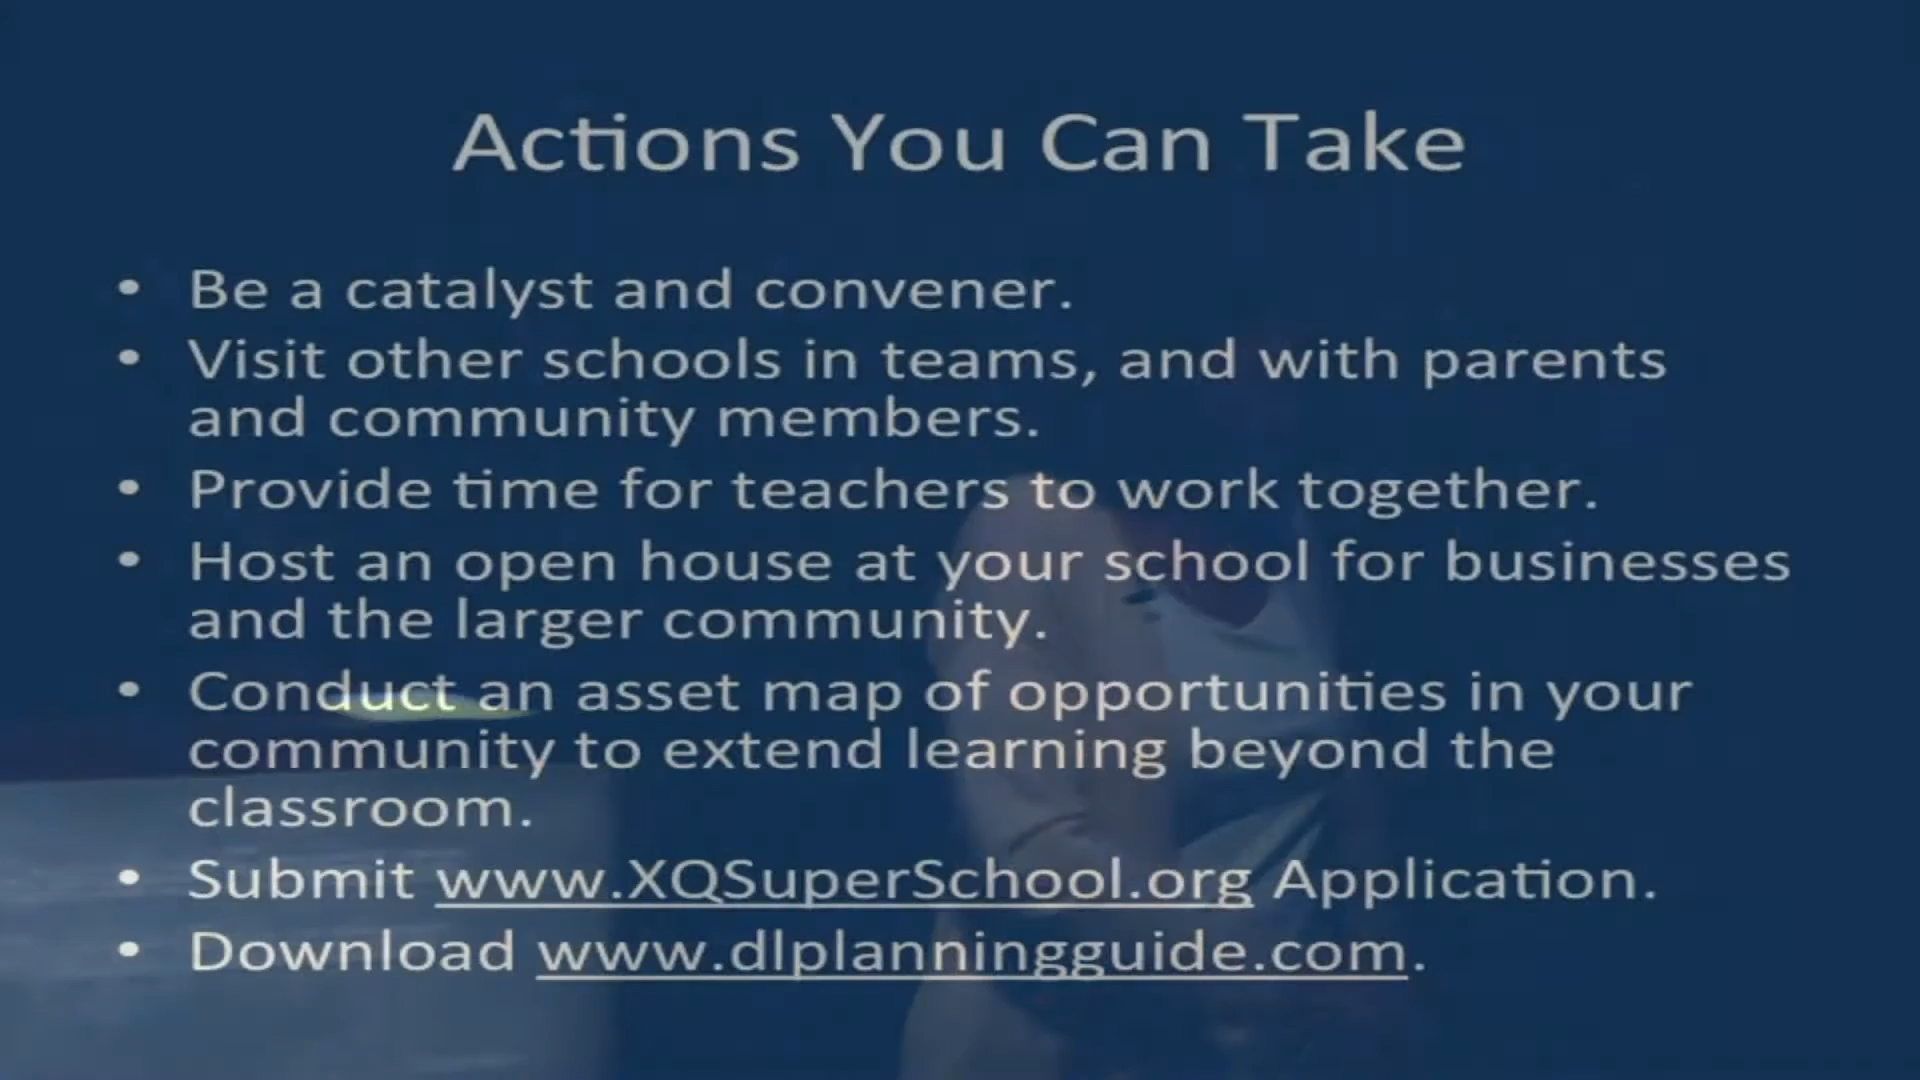 Actions You Can Take
• Be a catalyst and convener.
• Visit other schools in teams, and with parents
and community members.
• Provide time for teachers to work together.
• Host an open house at your school for businesses
and the larger community.
• Conduct an asset map of opportunities in your
community to extend learning beyond the
classroom.
• Submit www.XQSuperSchool.org Application.
• Download www.dlplanningguide.com.